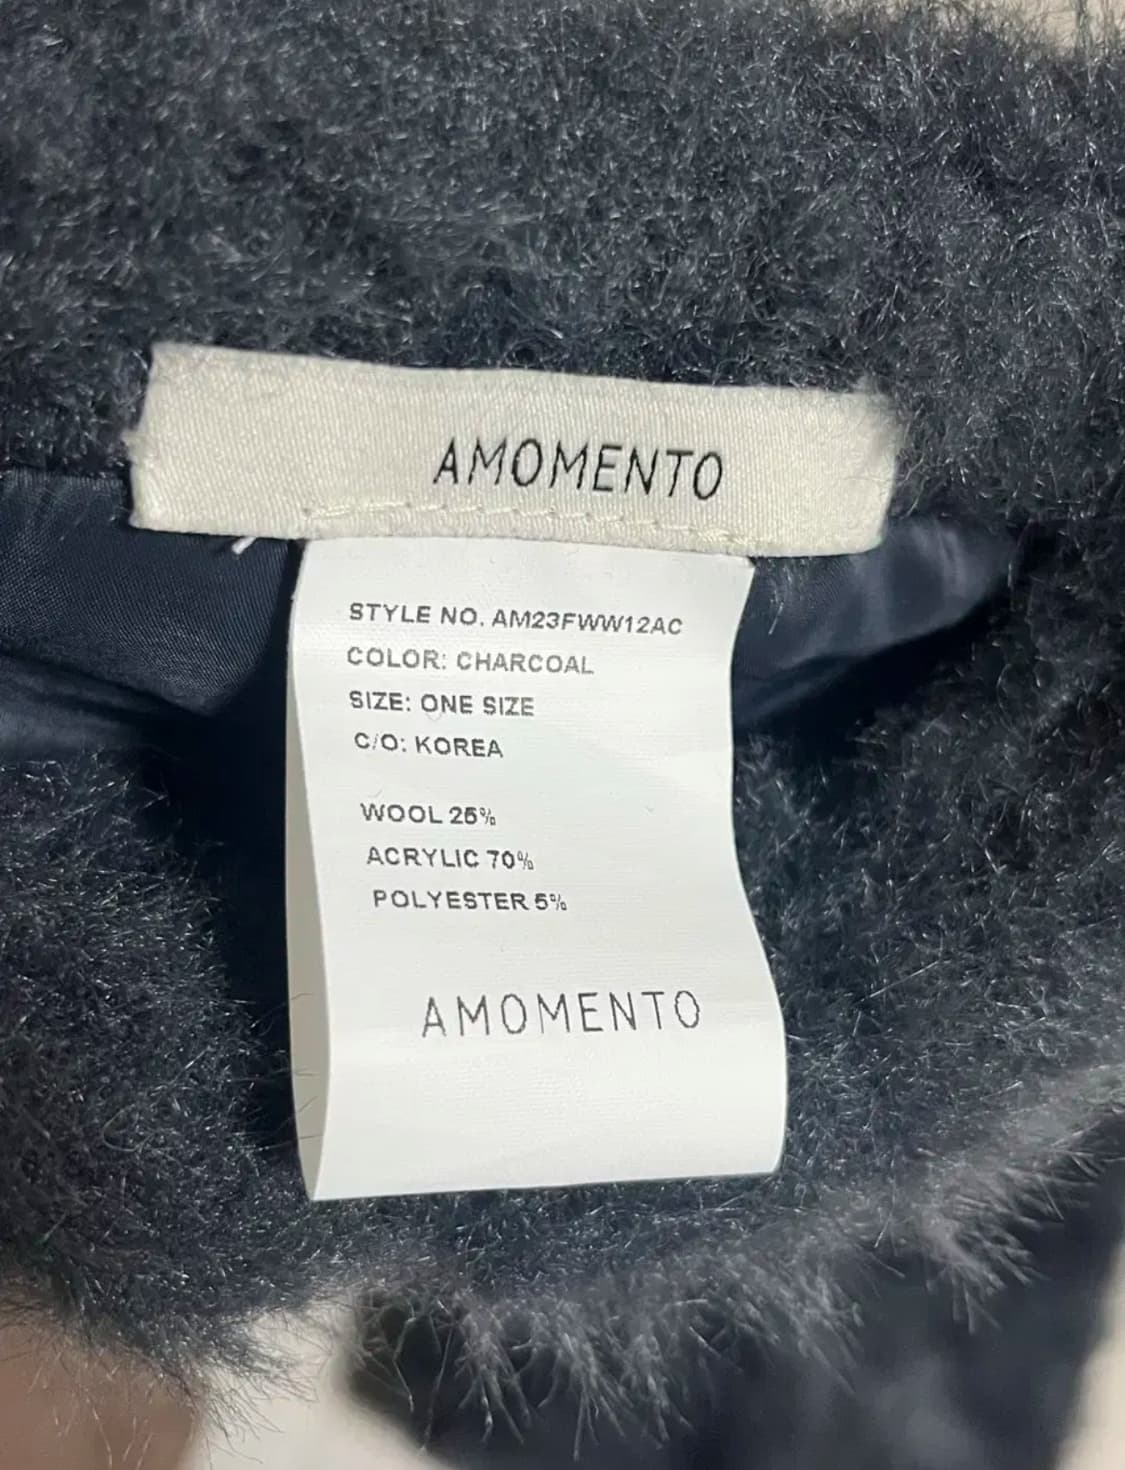 AMOMENTO
STYLE NO. AM23FWW12AC
COLOR: CHARCOAL
SIZE: ONE SIZE
C/O: KOREA
WOOL 25%
ACRYLIC 70%
POLYESTER 5%
AMOMENTO